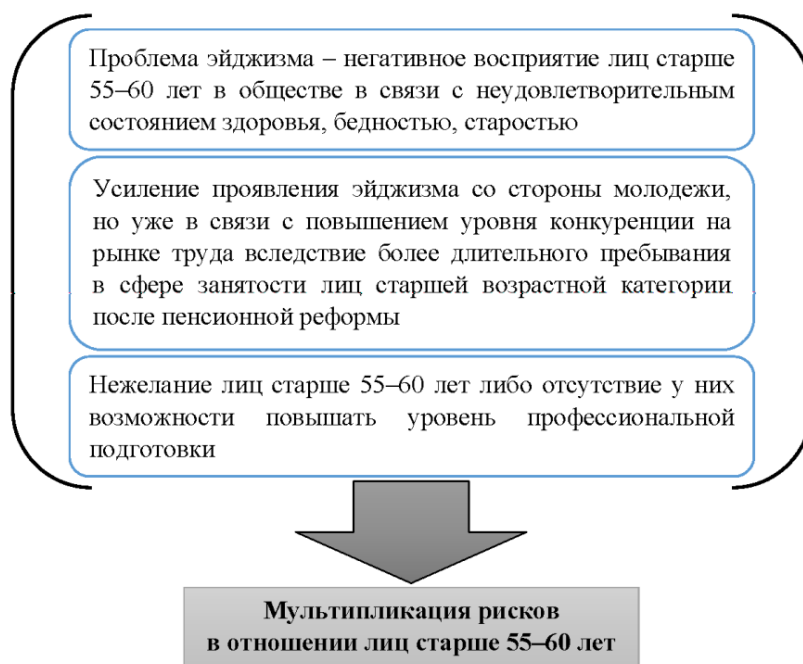 Проблема эйджизма – негативное восприятие лиц старше
55–60 лет в обществе в связи с неудовлетворительным
состоянием здоровья, бедностью, старостью
Усиление проявления эйджизма со стороны молодежи,
но уже в связи с повышением уровня конкуренции на
рынке труда вследствие более длительного пребывания
в сфере занятости лиц старшей возрастной категории
после пенсионной реформы
Нежелание лиц старше 55–60 лет либо отсутствие у них
возможности повышать уровень профессиональной
подготовки
Мультипликация рисков
в отношении лиц старше 55–60 лет